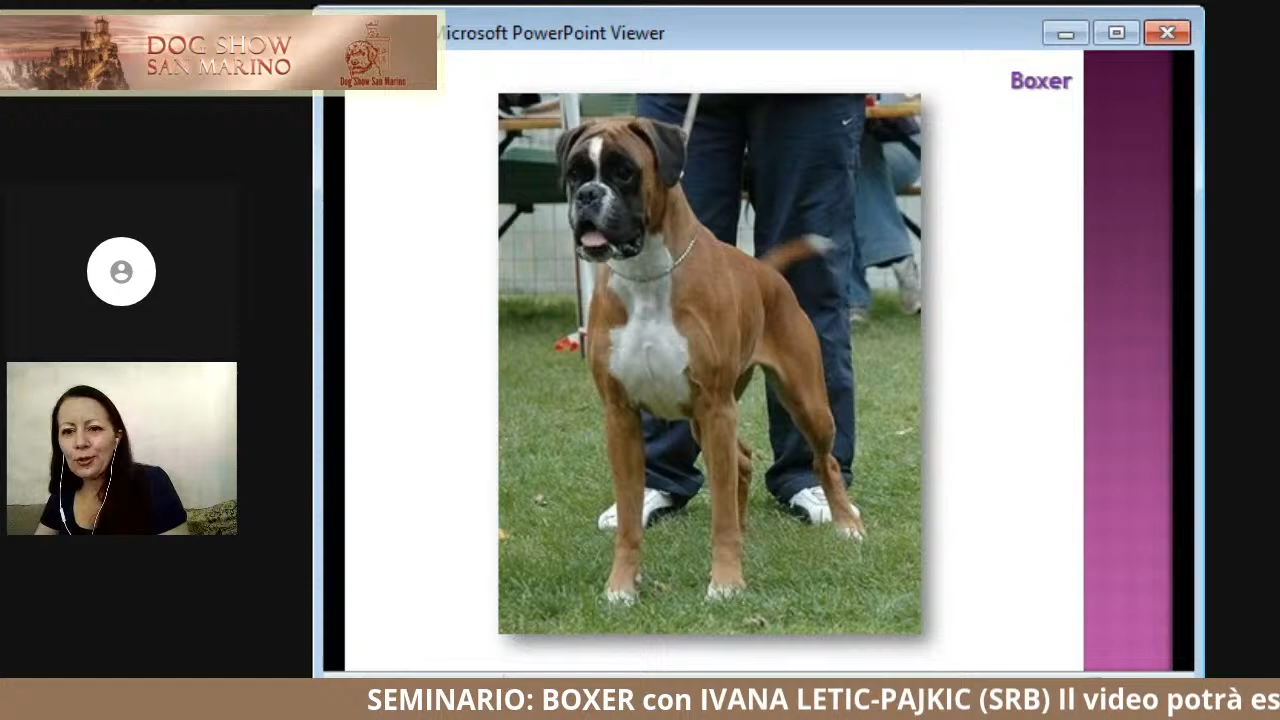 DOG SHOW
SAN MARINO
Dog Show San Marino
icrosoft PowerPoint Viewer
Boxer
SEMINARIO: BOXER con IVANA LETIC-PAJKIC (SRB) Il video potrà es